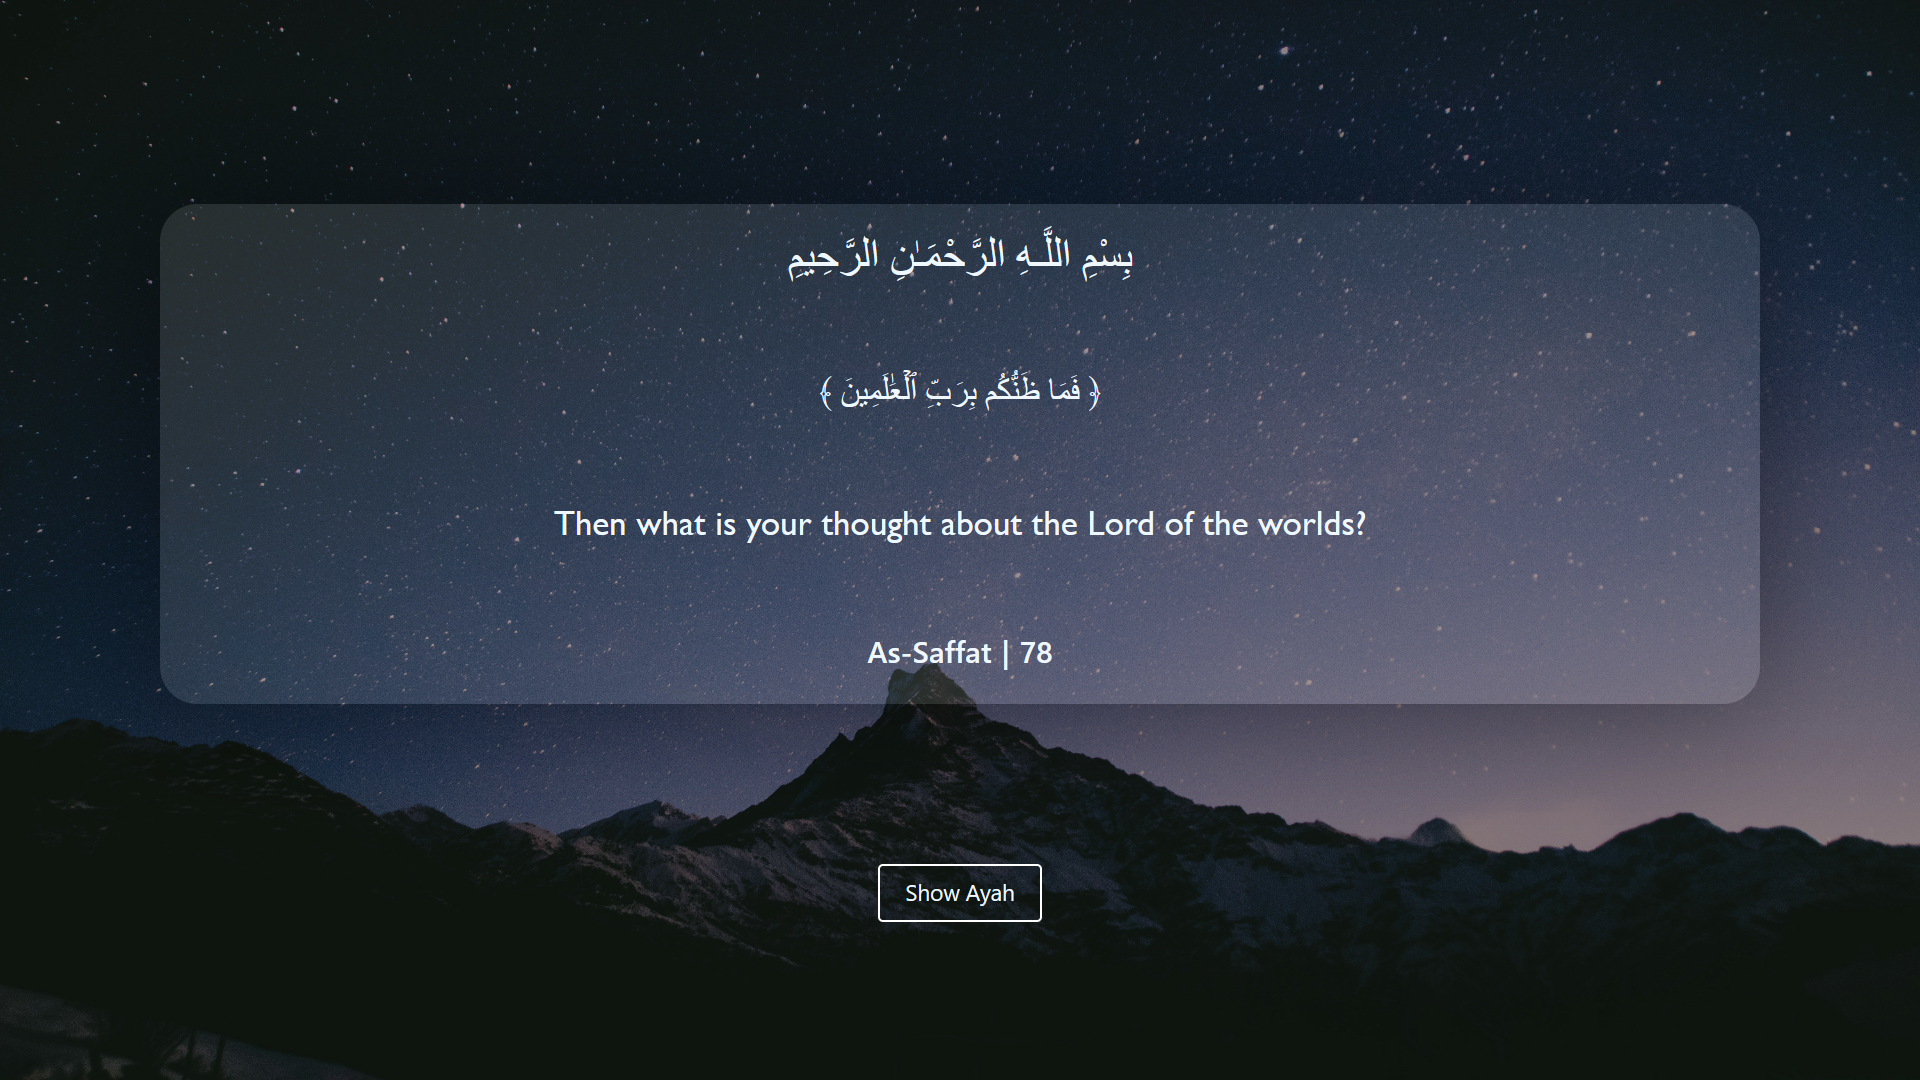 بِسْمِ اللَّـهِ الرَّحْمَـٰنِ الرَّحِيمِ
﴿ فَمَا ظَنُّكُم بِرَبِّ ٱلْعَٰلَمِينَ ﴾
Then what is your thought about the Lord of the worlds?
As-Saffat | 78
Show Ayah